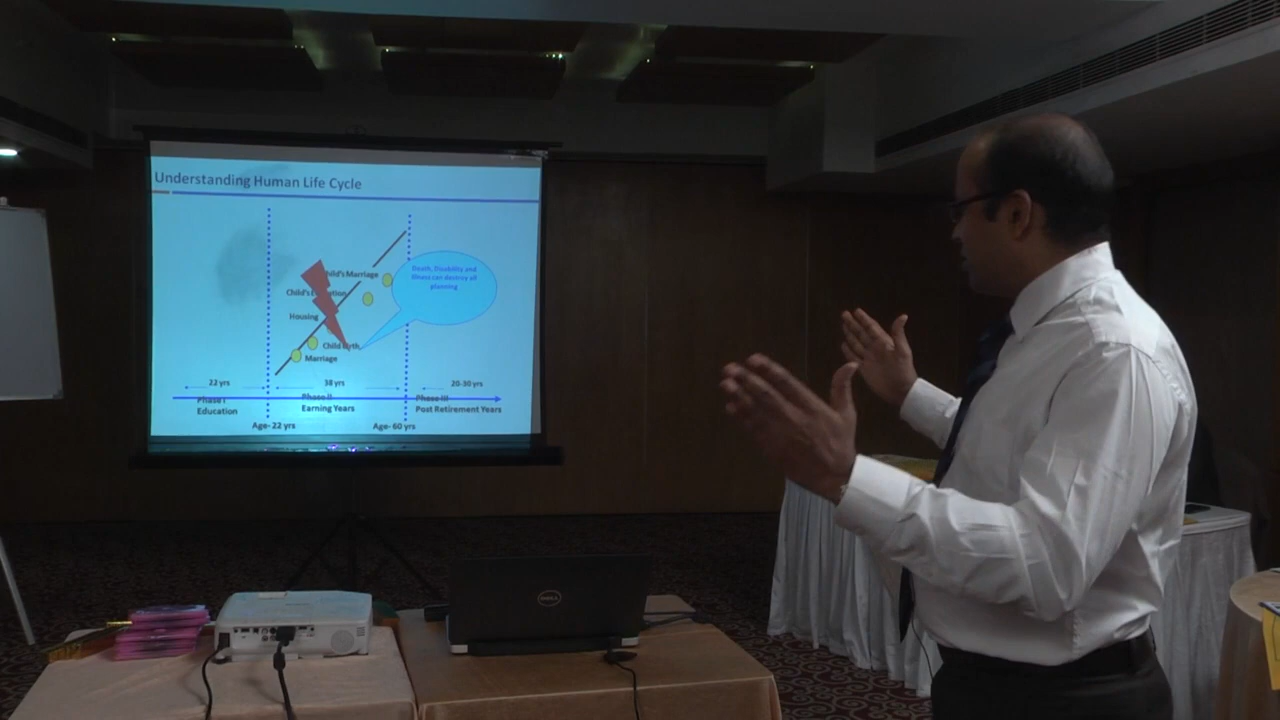 Understanding Human Life Cycle
Child's Marriage
Death, Disability and
Illness can destroy all
planning
Child's Education
Housing
Child Birth
Marriage
22 yrs
38 yrs
20-30 yrs
Phase I
Phase II
Phase III
Education
Earning Years
Post Retirement Years
Age- 22 yrs
Age- 60 yrs
DELL